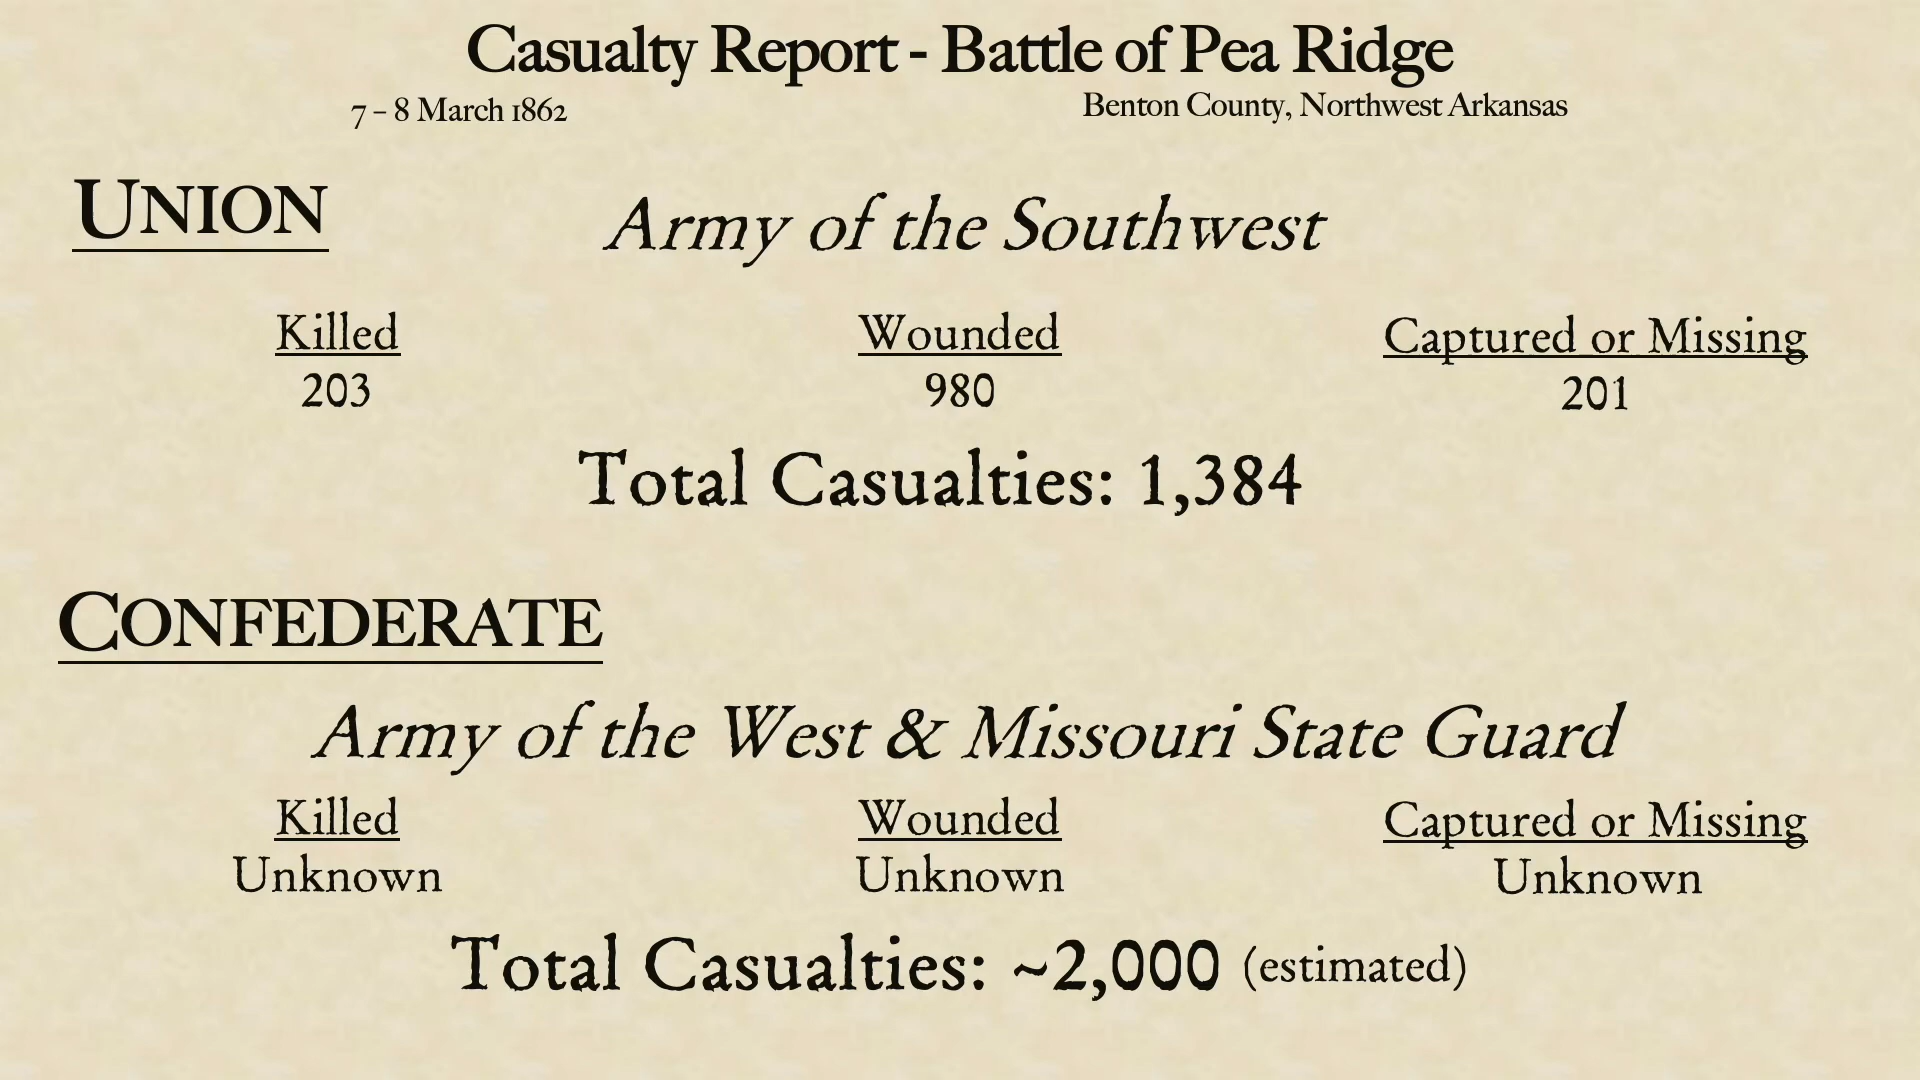 Casualty Report - Battle of Pea Ridge
7 – 8 March 1862
Benton County, Northwest Arkansas
UNION
Army of the Southwest
Killed
Wounded
Captured or Missing
203
980
201
Total Casualties: 1,384
CONFEDERATE
Army of the West & Missouri State Guard
Killed
Wounded
Captured or Missing
Unknown
Unknown
Unknown
Total Casualties: ~2,000 (estimated)